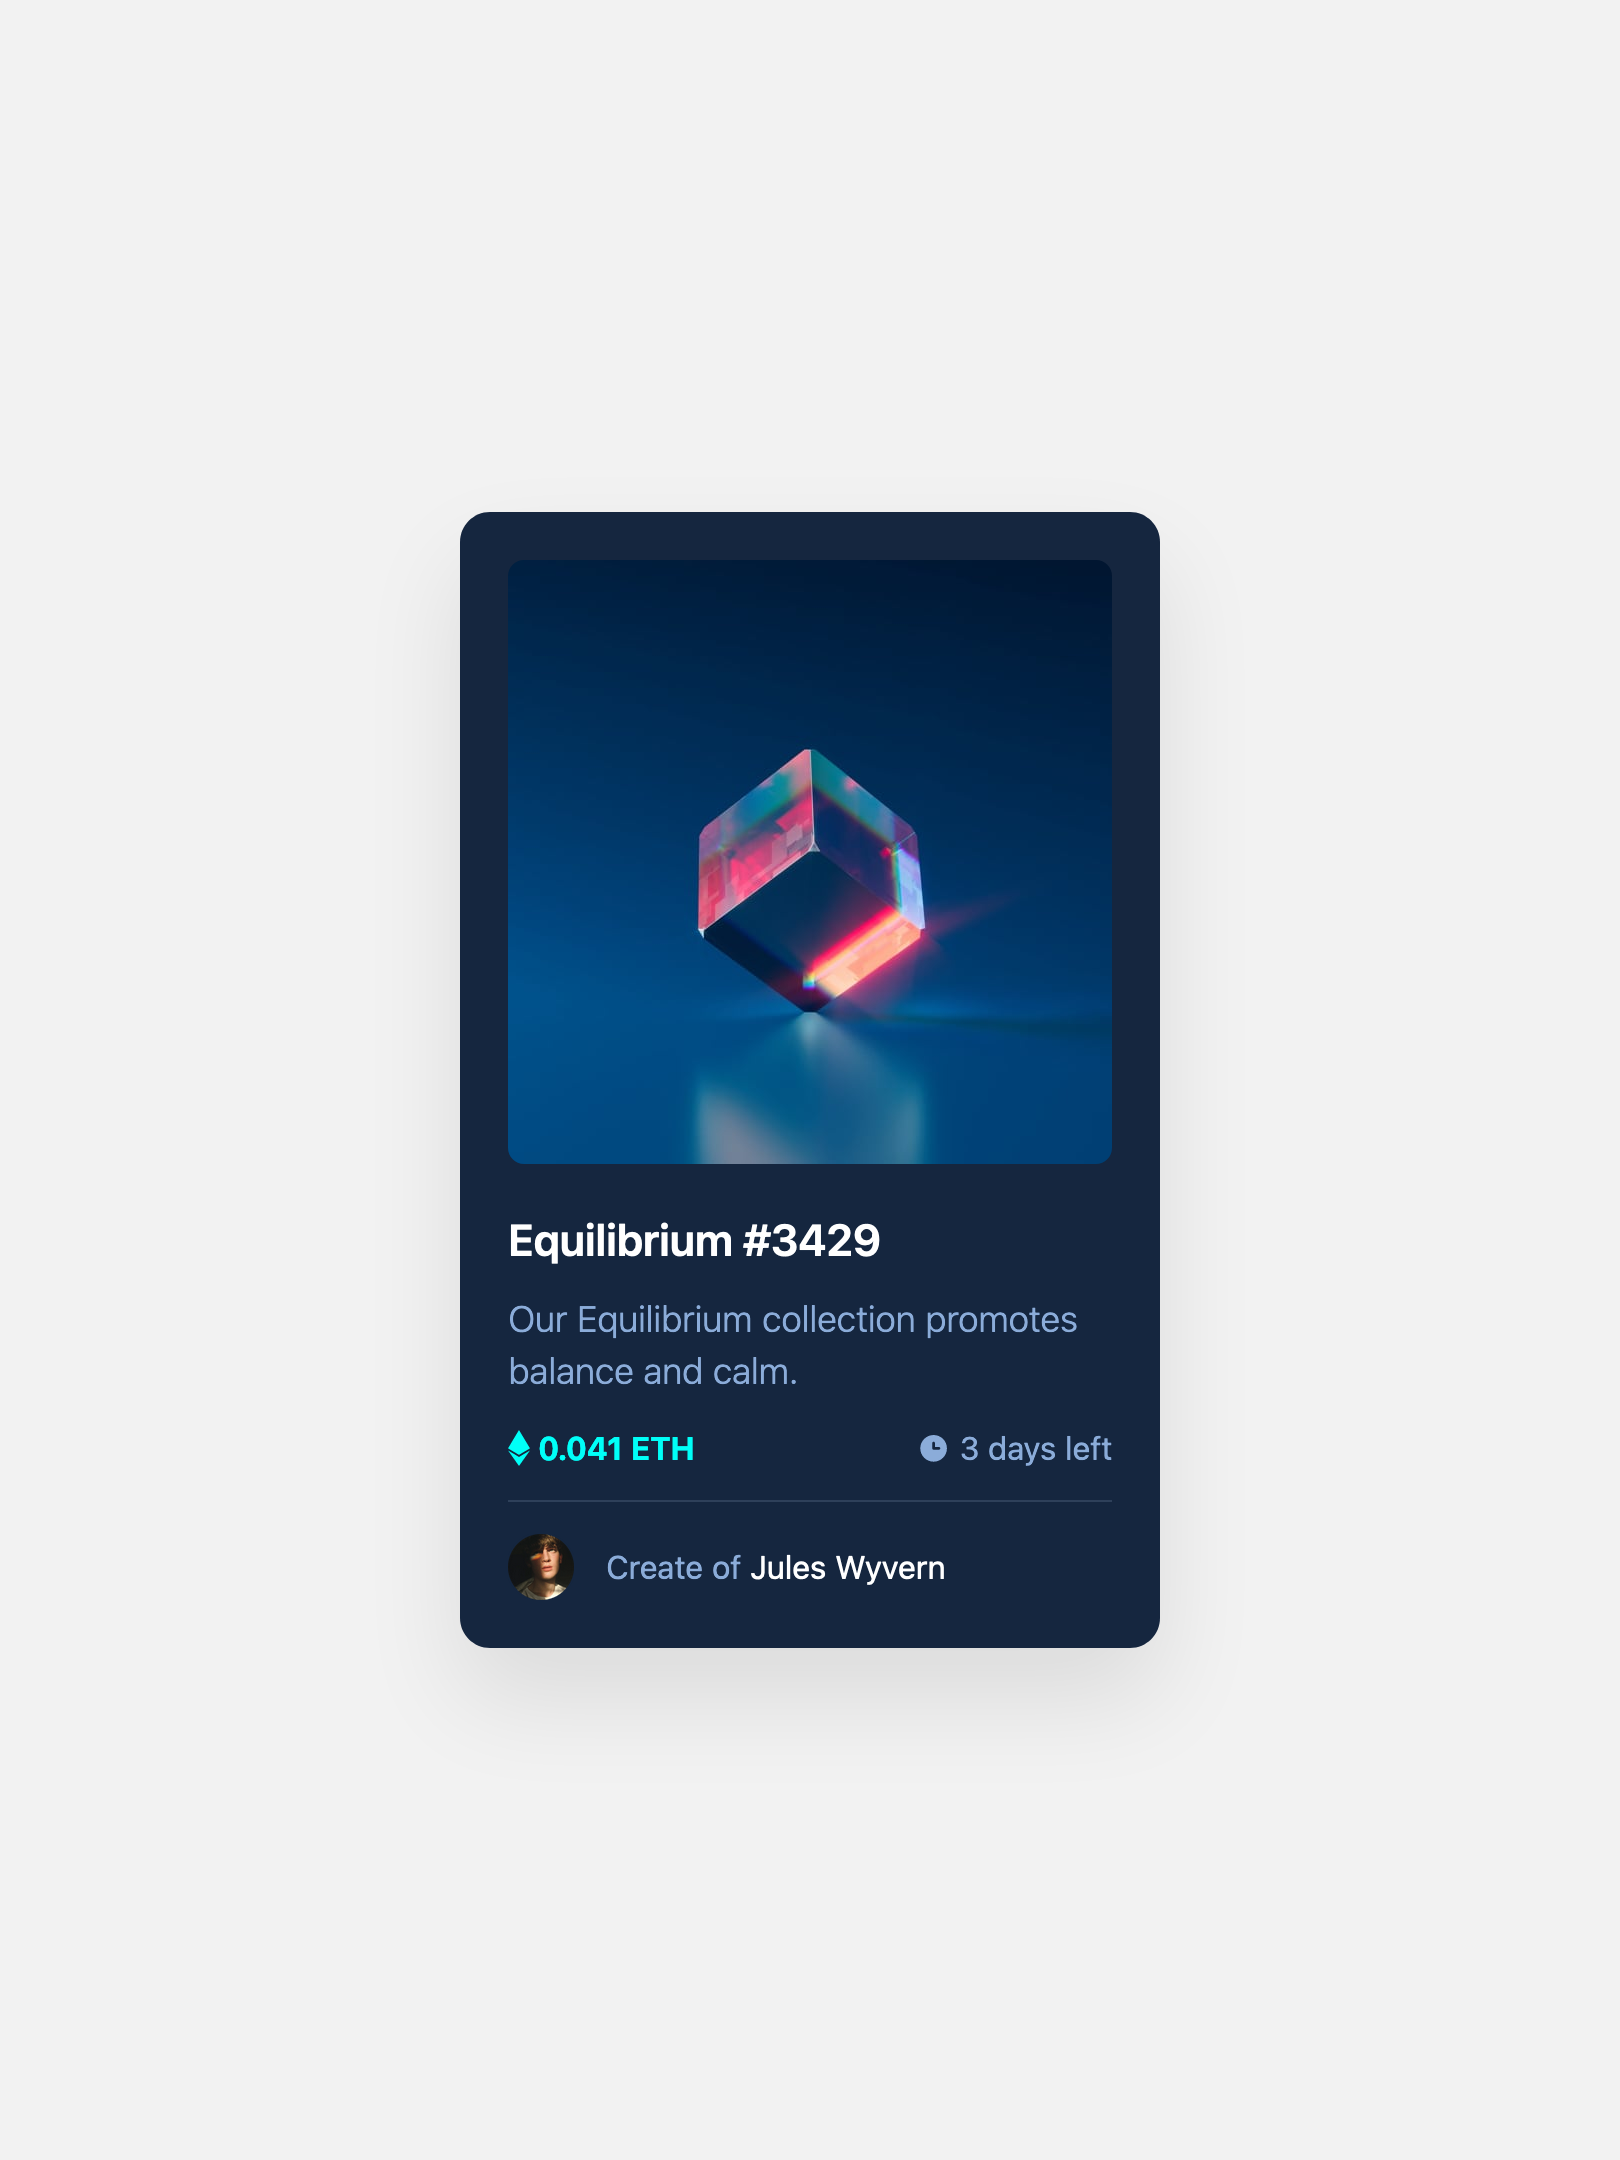 Equilibrium #3429
Our Equilibrium collection promotes
balance and calm.
0.041 ETH
3 days left
Create of Jules Wyvern